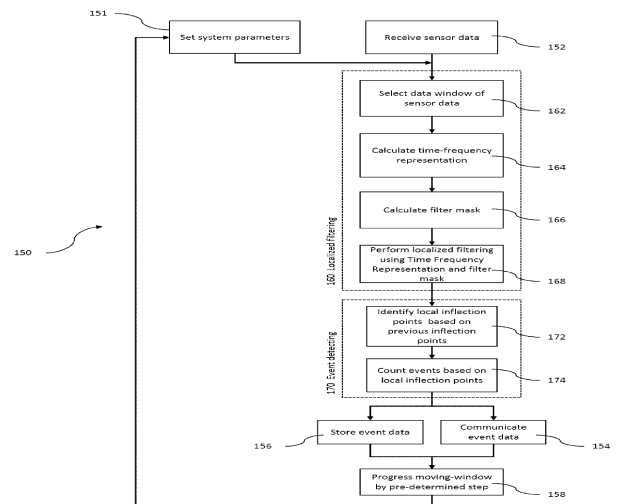 151
Set system parameters
Receive sensor data
152
Select data window of
sensor data
162
Calculate time-frequency
representation
164
Calculate filter mask
166
150
160 Localized filtering
Perform localized filtering
using Time Frequency
Representation and filter
mask
168
Identify local inflection
points based on
previous inflection
points
172
170 Event detecting
Count events based on
local inflection points
174
156
Store event data
Communicate
event data
154
Progress moving-window
by pre-determined step
158